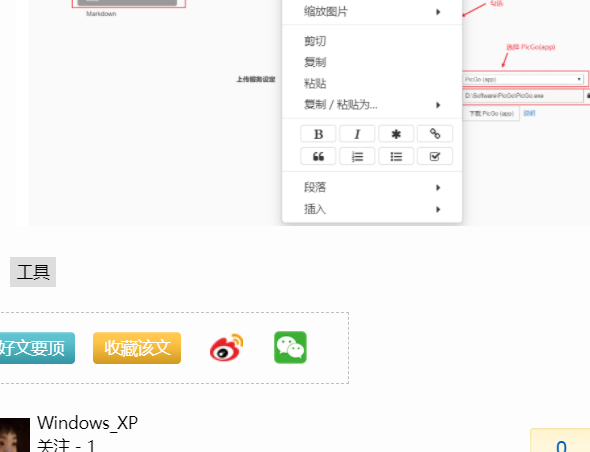 Markdown
缩放图片
勾选
剪切
复制
粘贴
复制 / 粘贴为...
选择 PicGo(app)
上传服务设定
PicGo (app)
D:\Software\PicGo\PicGo.exe
下载 PicGo (app)
B
I
段落
插入
工具
好文要顶
收藏该文
Windows_XP
关注 - 1
0